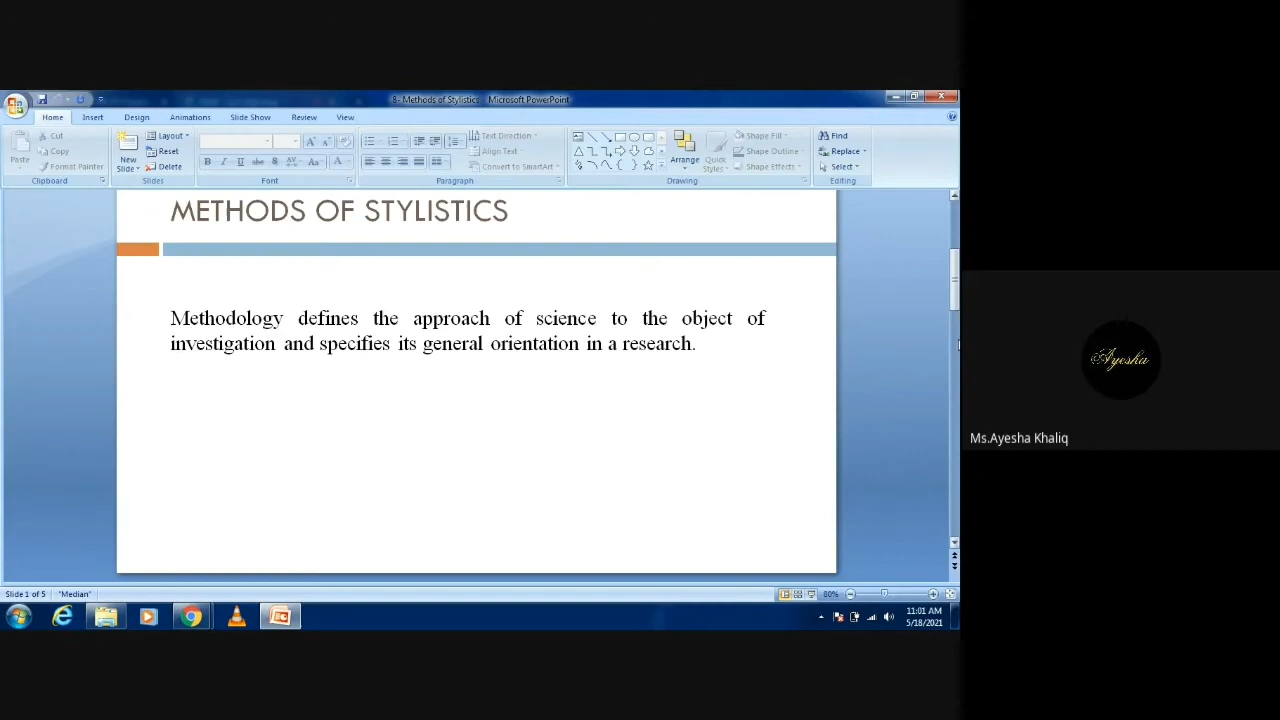 8- Methods of Stylistics - Microsoft PowerPoint
Home Insert Design Animations Slide Show Review View
Cut
Copy
Format Painter
Paste
Clipboard
New Slide
Layout
Reset
Delete
Slides
Font
Text Direction
Align Text
Convert to SmartArt
Paragraph
Arrange
Quick Styles
Shape Fill
Shape Outline
Shape Effects
Drawing
Find
Replace
Select
Editing
METHODS OF STYLISTICS
Methodology defines the approach of science to the object of
investigation and specifies its general orientation in a research.
Ayesha
Ms.Ayesha Khaliq
Slide 1 of 5 "Median" 80%
11:01 AM
5/18/2021